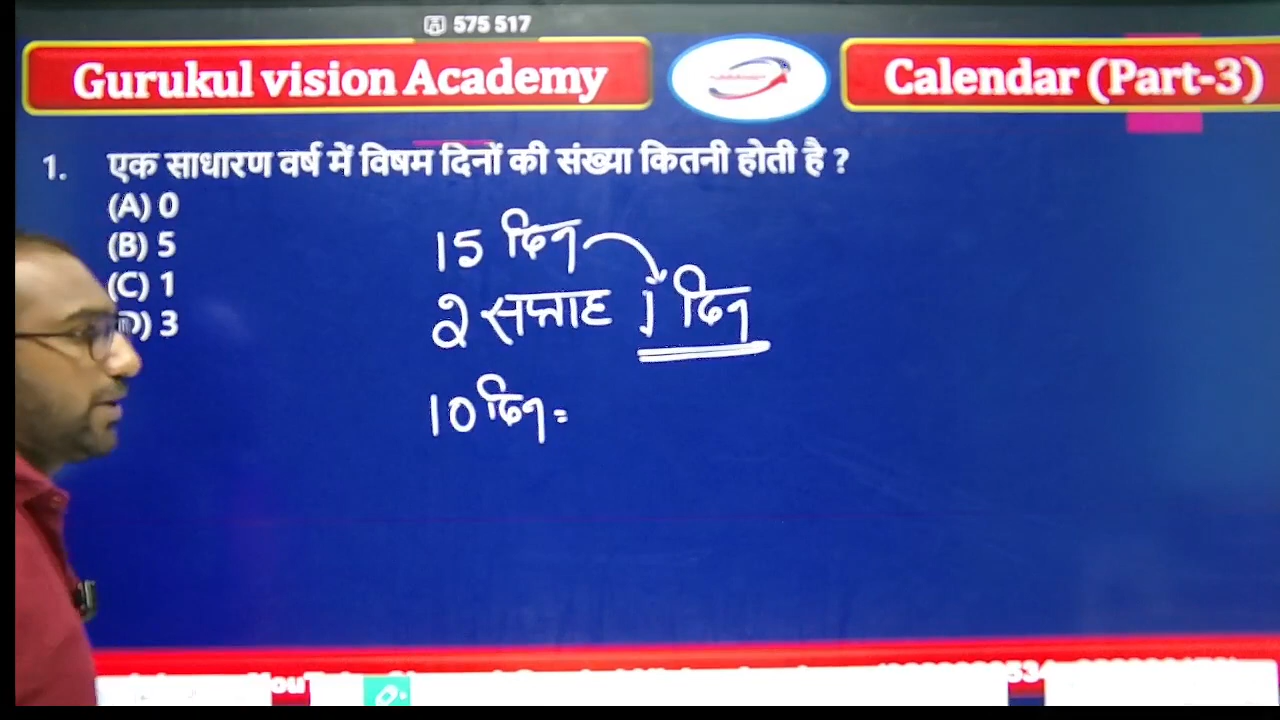 575 517
Gurukul vision Academy
Calendar (Part-3)
1. एक साधारण वर्ष में विषम दिनों की संख्या कितनी होती है ?
(A) 0
(B) 5
(C) 1
(D) 3
15 दिन
2 सप्ताह 1 दिन
10 दिन =